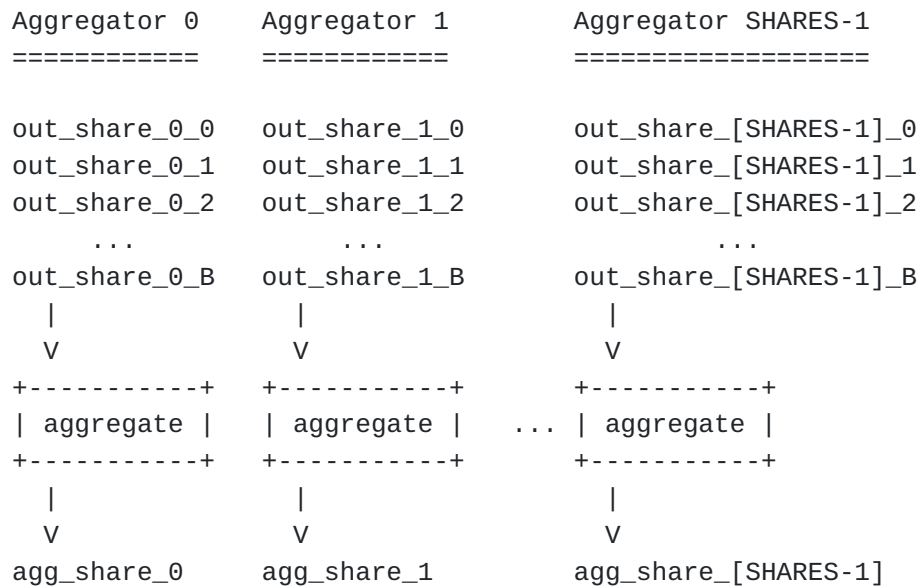 Aggregator 0    Aggregator 1        Aggregator SHARES-1
============    ============        ===================
out_share_0_0   out_share_1_0       out_share_[SHARES-1]_0
out_share_0_1   out_share_1_1       out_share_[SHARES-1]_1
out_share_0_2   out_share_1_2       out_share_[SHARES-1]_2
     ...             ...                     ...
out_share_0_B   out_share_1_B       out_share_[SHARES-1]_B
  |               |                   |
  V               V                   V
+-----------+   +-----------+       +-----------+
| aggregate |   | aggregate |   ... | aggregate |
+-----------+   +-----------+       +-----------+
  |               |                   |
  V               V                   V
agg_share_0     agg_share_1         agg_share_[SHARES-1]